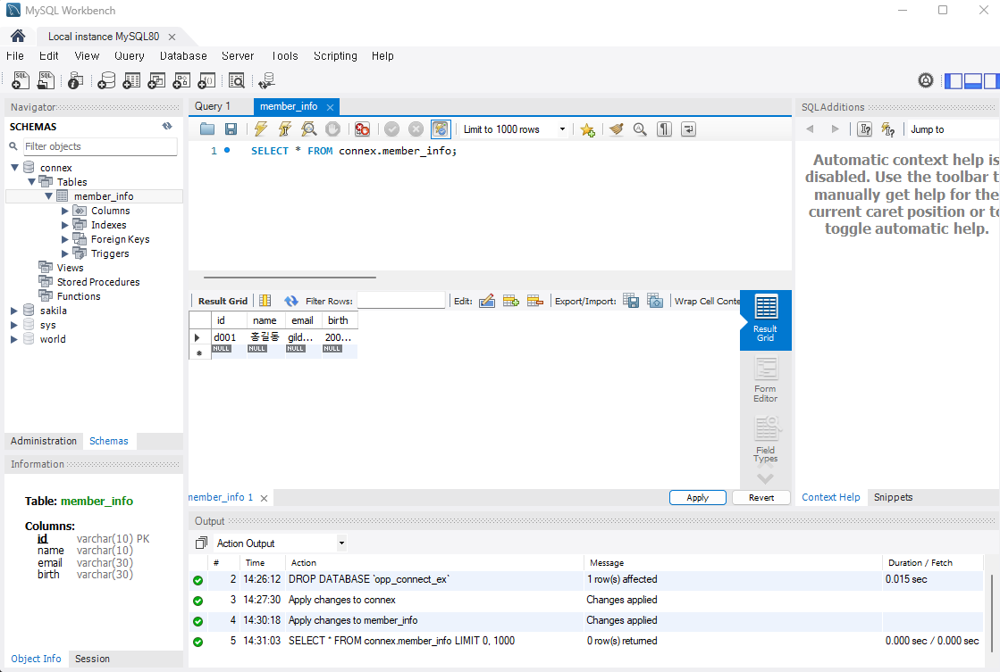 MySQL Workbench
Local instance MySQL80
File Edit View Query Database Server Tools Scripting Help
Navigator
SCHEMAS
Filter objects
connex
Tables
member_info
Columns
Indexes
Foreign Keys
Triggers
Views
Stored Procedures
Functions
sakila
sys
world
Administration Schemas
Information
Table: member_info
Columns:
id varchar(10) PK
name varchar(10)
email varchar(30)
birth varchar(30)
Object Info Session
Query 1 member_info
Limit to 1000 rows
1 SELECT * FROM connex.member_info;
Result Grid Filter Rows: Edit: Export/Import: Wrap Cell Conte
id name email birth
d001 홍길동 gild... 200...
NULL NULL NULL NULL
Result
Grid
Form
Editor
Field
Types
member_info 1 Apply Revert
SQLAdditions
Jump to
Automatic context help is
disabled. Use the toolbar t
manually get help for the
current caret position or to
toggle automatic help.
Context Help Snippets
Output
Action Output
# Time Action Message Duration / Fetch
2 14:26:12 DROP DATABASE `opp_connect_ex` 1 row(s) affected 0.015 sec
3 14:27:30 Apply changes to connex Changes applied
4 14:30:18 Apply changes to member_info Changes applied
5 14:31:03 SELECT * FROM connex.member_info LIMIT 0, 1000 0 row(s) returned 0.000 sec / 0.000 sec